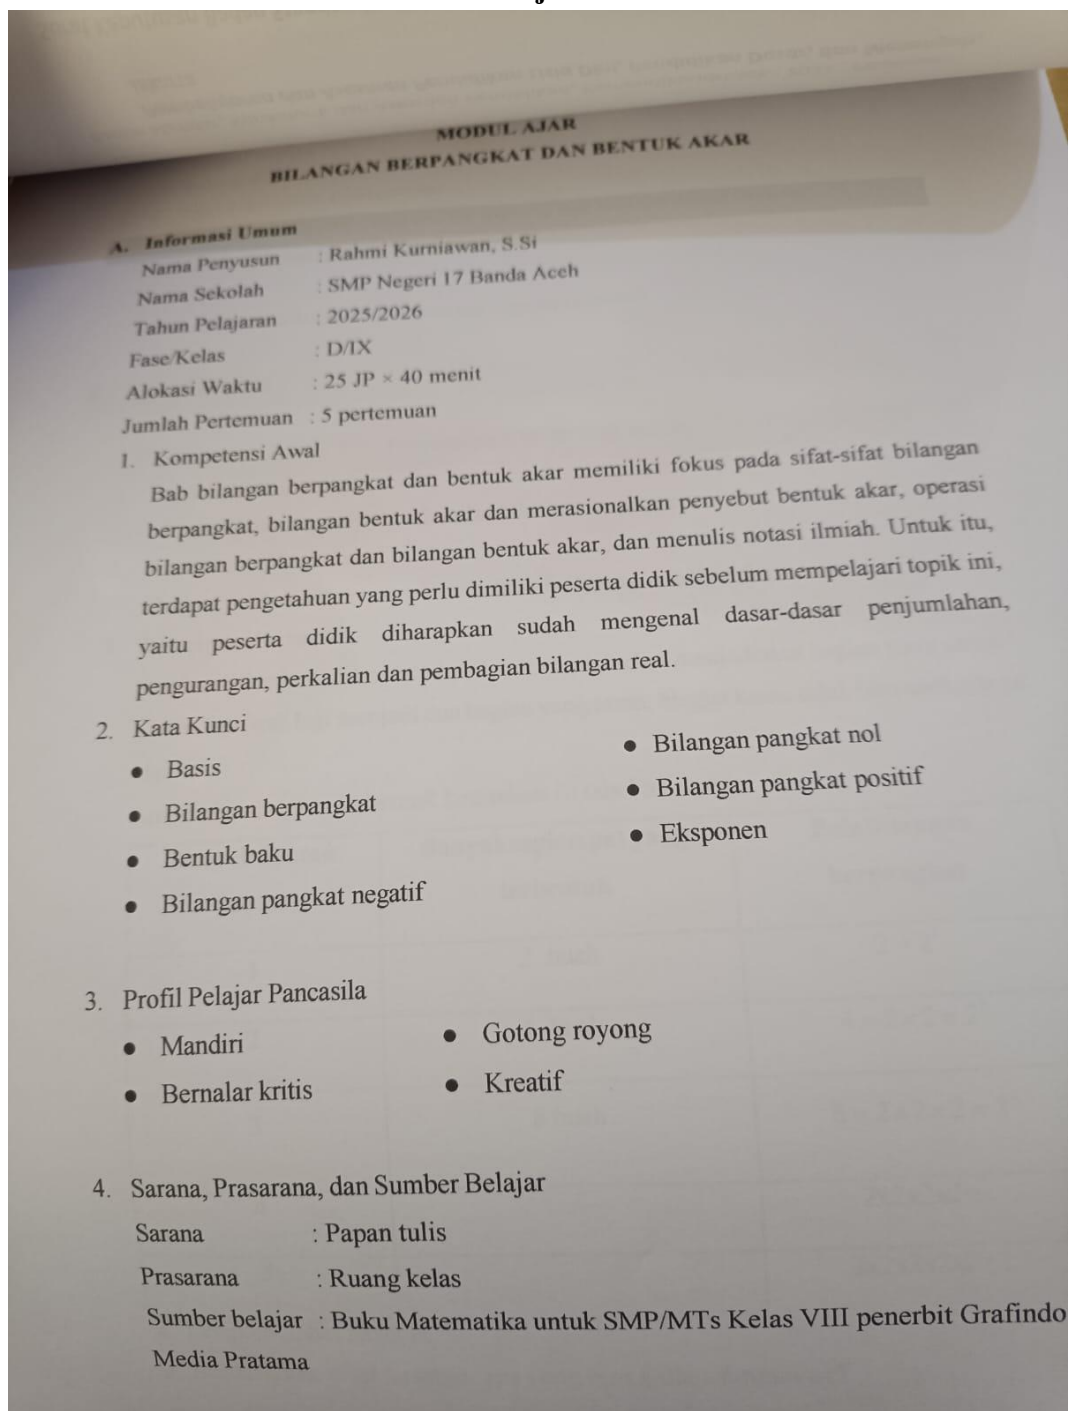 MODUL AJAR
BILANGAN BERPANGKAT DAN BENTUK AKAR
A. Informasi Umum
Nama Penyusun : Rahmi Kurniawan, S.Si
Nama Sekolah : SMP Negeri 17 Banda Aceh
Tahun Pelajaran : 2025/2026
Fase/Kelas : D/IX
Alokasi Waktu : 25 JP × 40 menit
Jumlah Pertemuan : 5 pertemuan
1. Kompetensi Awal
Bab bilangan berpangkat dan bentuk akar memiliki fokus pada sifat-sifat bilangan
berpangkat, bilangan bentuk akar dan merasionalkan penyebut bentuk akar, operasi
bilangan berpangkat dan bilangan bentuk akar, dan menulis notasi ilmiah. Untuk itu,
terdapat pengetahuan yang perlu dimiliki peserta didik sebelum mempelajari topik ini,
yaitu peserta didik diharapkan sudah mengenal dasar-dasar penjumlahan,
pengurangan, perkalian dan pembagian bilangan real.
2. Kata Kunci
• Basis
• Bilangan berpangkat
• Bentuk baku
• Bilangan pangkat negatif
• Bilangan pangkat nol
• Bilangan pangkat positif
• Eksponen
3. Profil Pelajar Pancasila
• Mandiri
• Bernalar kritis
• Gotong royong
• Kreatif
4. Sarana, Prasarana, dan Sumber Belajar
Sarana : Papan tulis
Prasarana : Ruang kelas
Sumber belajar : Buku Matematika untuk SMP/MTs Kelas VIII penerbit Grafindo
Media Pratama